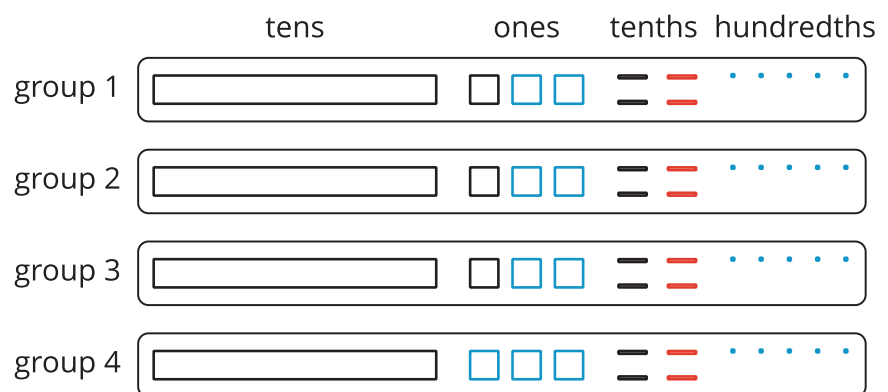 tens ones tenths hundredths
group 1
group 2
group 3
group 4